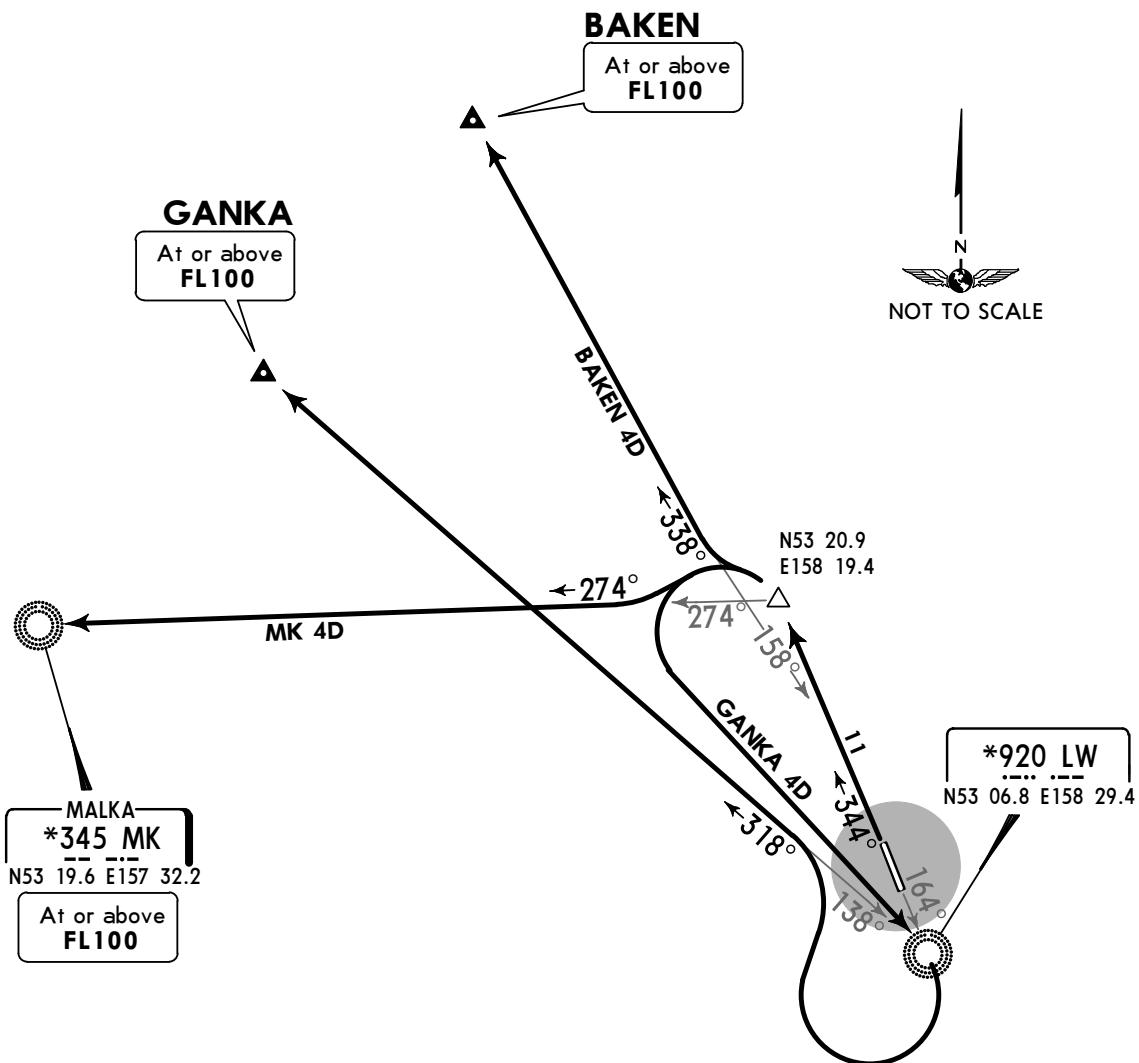 BAKEN
At or above
FL100
GANKA
At or above
FL100
N
NOT TO SCALE
BAKEN 4D
338°
N53 20.9
E158 19.4
274°
274°
MK 4D
158°
GANKA 4D
11
*920 LW
N53 06.8 E158 29.4
344°
318°
MALKA
*345 MK
N53 19.6 E157 32.2
At or above
FL100
164°
138°